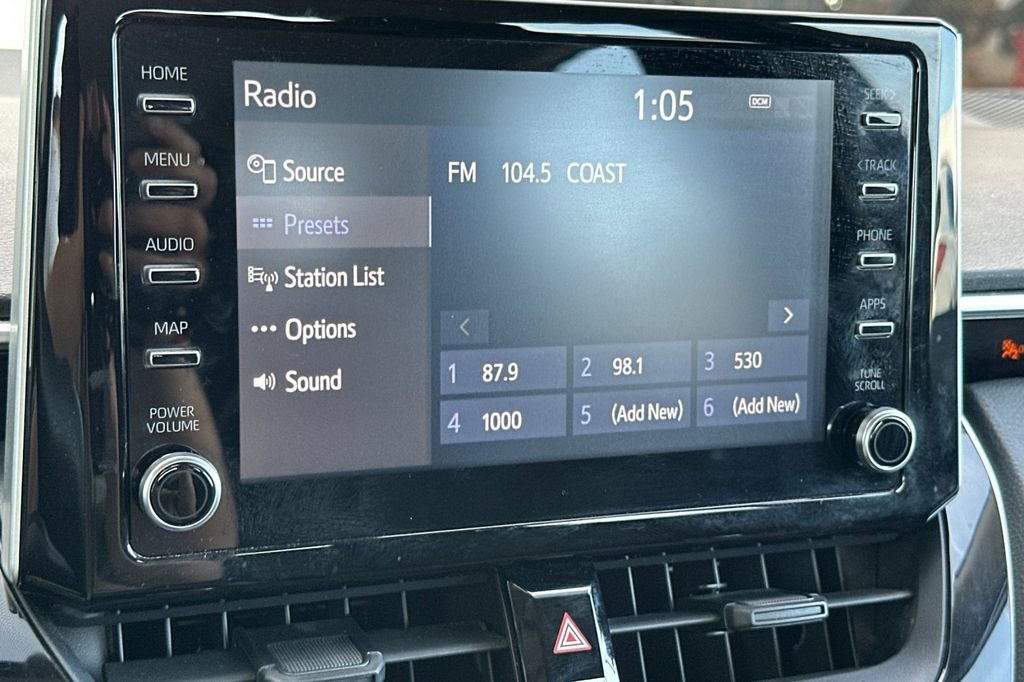 HOME
MENU
AUDIO
MAP
POWER
VOLUME
Radio
1:05
DCM
Source
Presets
Station List
Options
Sound
FM 104.5 COAST
<
>
1 87.9
2 98.1
3 530
4 1000
5 (Add New)
6 (Add New)
SEEK>
<TRACK
PHONE
APPS
TUNE
SCROLL